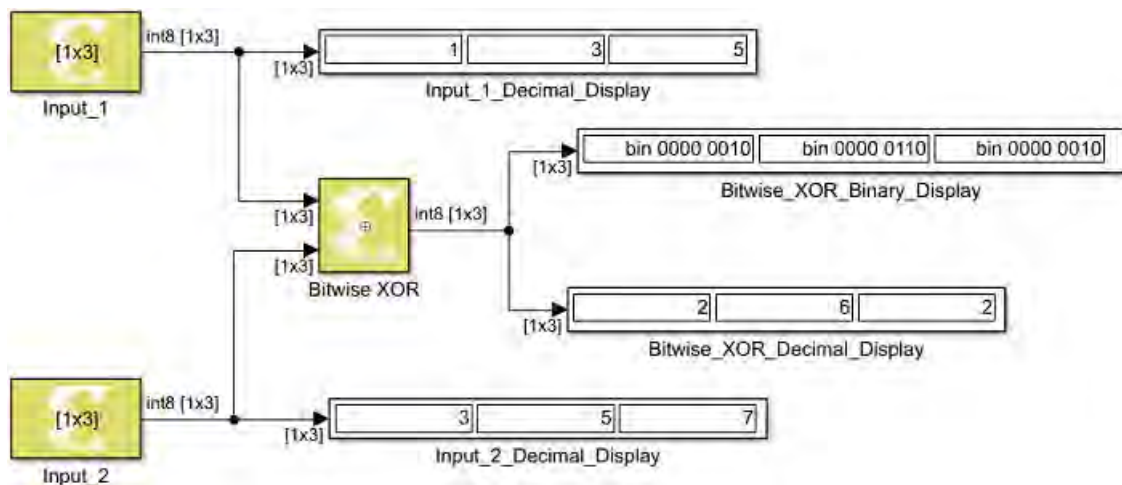 [1x3]
int8 [1x3]
Input_1
[1x3]
1 3 5
Input_1_Decimal_Display
[1x3]
bin 0000 0010 bin 0000 0110 bin 0000 0010
Bitwise_XOR_Binary_Display
[1x3]
[1x3]
int8 [1x3]
Bitwise XOR
[1x3]
2 6 2
Bitwise_XOR_Decimal_Display
[1x3]
int8 [1x3]
Input_2
[1x3]
3 5 7
Input_2_Decimal_Display